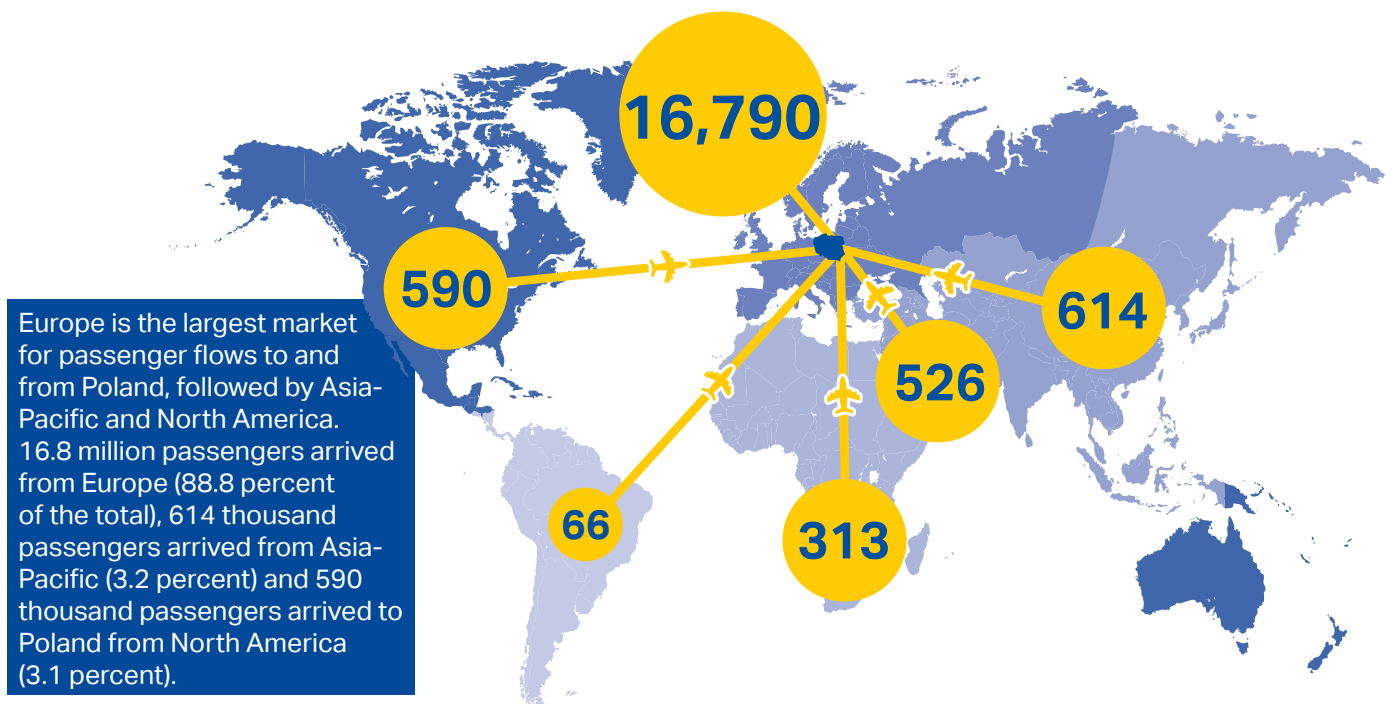 16,790
590
614
526
66
313
Europe is the largest market
for passenger flows to and
from Poland, followed by Asia-
Pacific and North America.
16.8 million passengers arrived
from Europe (88.8 percent
of the total), 614 thousand
passengers arrived from Asia-
Pacific (3.2 percent) and 590
thousand passengers arrived to
Poland from North America
(3.1 percent).